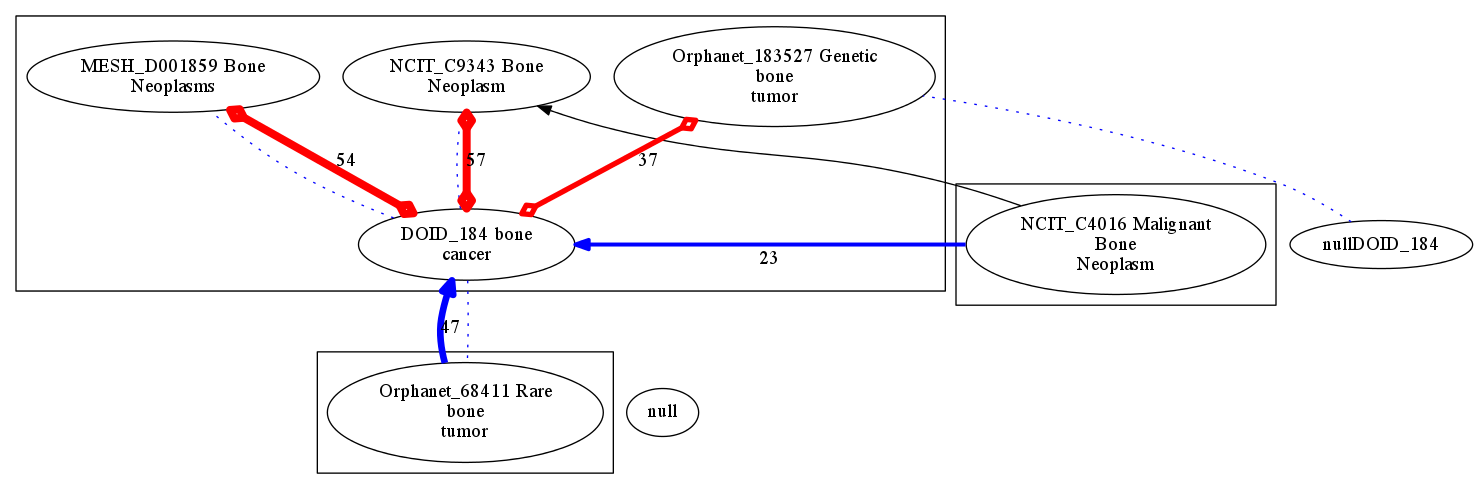 MESH_D001859 Bone
Neoplasms
NCIT_C9343 Bone
Neoplasm
Orphanet_183527 Genetic
bone
tumor
54
57
37
DOID_184 bone
cancer
NCIT_C4016 Malignant
Bone
Neoplasm
nullDOID_184
23
47
Orphanet_68411 Rare
bone
tumor
null